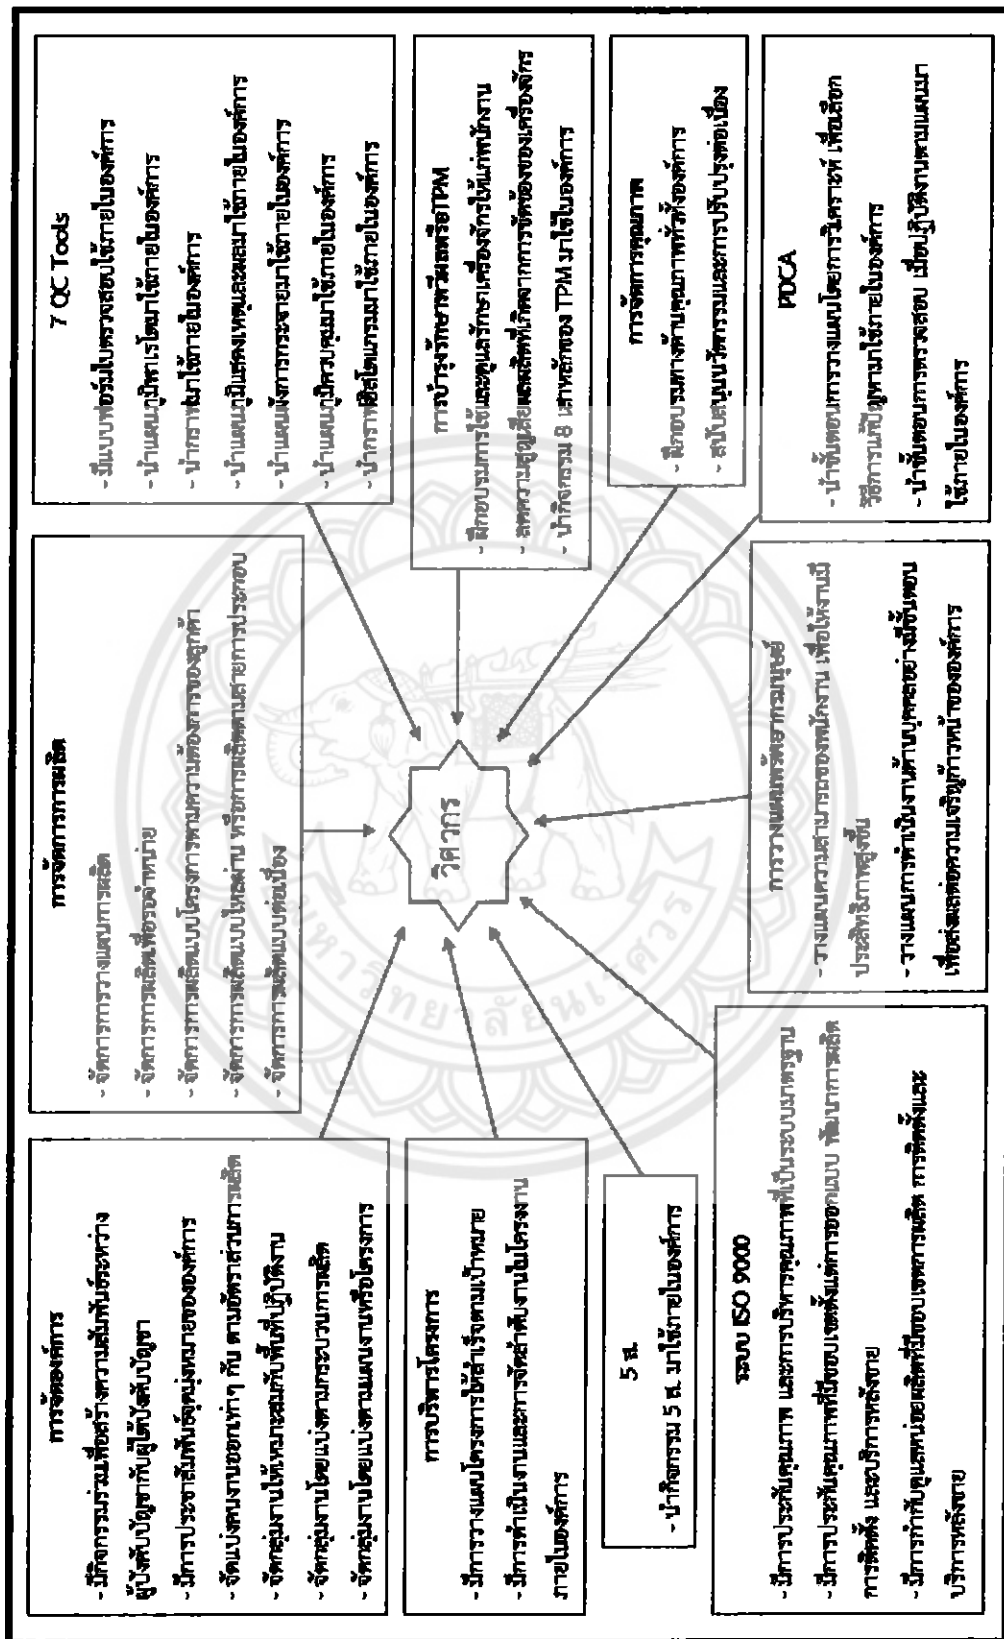 การจัดองค์การ
- มีกิจกรรมร่วมเพื่อสร้างความสัมพันธ์ระหว่าง
ผู้บังคับบัญชากับผู้ใต้บังคับบัญชา
- มีการประชาสัมพันธ์จุดมุ่งหมายขององค์การ
- จัดแบ่งคนงานออกเท่า ๆ กัน ตามอัตราส่วนการผลิต
- จัดกลุ่มงานให้เหมาะสมกับพื้นที่ปฏิบัติงาน
- จัดกลุ่มงานโดยแบ่งตามกระบวนการผลิต
- จัดกลุ่มงานโดยแบ่งตามแผนงานหรือโครงการ
การจัดการการผลิต
- จัดการการวางแผนการผลิต
- จัดการการผลิตเพื่อรอจำหน่าย
- จัดการการผลิตแบบโครงการตามความต้องการของลูกค้า
- จัดการการผลิตแบบไหลผ่าน หรือการผลิตตามสายการประกอบ
- จัดการการผลิตแบบต่อเนื่อง
7 QC Tools
- มีแบบฟอร์มใบตรวจสอบใช้ภายในองค์การ
- นำแผนภูมิพาเรโตมาใช้ภายในองค์การ
- นำกราฟมาใช้ภายในองค์การ
- นำแผนภูมิแสดงเหตุและผลมาใช้ภายในองค์การ
- นำแผนผังการกระจายมาใช้ภายในองค์การ
- นำแผนภูมิควบคุมมาใช้ภายในองค์การ
- นำกราฟฮิสโตแกรมมาใช้ภายในองค์การ
การบริหารโครงการ
- มีการวางแผนโครงการให้สำเร็จตามเป้าหมาย
- มีการดำเนินงานและการจัดลำดับงานในโครงงาน
ภายในองค์การ
วิศวกร
การบำรุงรักษาทวีผลหรือTPM
- ฝึกอบรมการใช้และดูแลรักษาเครื่องจักรให้แก่พนักงาน
- ลดความสูญเสียผลผลิตที่เกิดจากการขัดข้องของเครื่องจักร
- นำกิจกรรม 8 เสาหลักของ TPM มาใช้ในองค์การ
การจัดการคุณภาพ
- ฝึกอบรมทางด้านคุณภาพทั่วทั้งองค์การ
- สนับสนุนนวัตกรรมและการปรับปรุงต่อเนื่อง
5 ส.
- นำกิจกรรม 5 ส. มาใช้ภายในองค์การ
ระบบ ISO 9000
- มีการประกันคุณภาพ และการบริหารคุณภาพที่เป็นระบบมาตรฐาน
- มีการประกันคุณภาพที่มีขอบเขตตั้งแต่การออกแบบ พัฒนาการผลิต
การติดตั้ง และบริการหลังขาย
- มีการกำกับดูแลหน่วยผลิตที่มีขอบเขตการผลิต การติดตั้งและ
บริการหลังขาย
การวางแผนทรัพยากรมนุษย์
- วางแผนความสามารถของพนักงาน เพื่อให้งานมี
ประสิทธิภาพสูงขึ้น
- วางแผนการดำเนินงานด้านบุคคลอย่างมีขั้นตอน
เพื่อส่งผลต่อความเจริญก้าวหน้าขององค์การ
PDCA
- นำขั้นตอนการวางแผนโดยการวิเคราะห์ เพื่อเลือก
วิธีการแก้ปัญหามาใช้ภายในองค์การ
- นำขั้นตอนการตรวจสอบ เมื่อปฏิบัติงานตามแผนมา
ใช้ภายในองค์การ
มหาวิทยาลัยนเรศวร